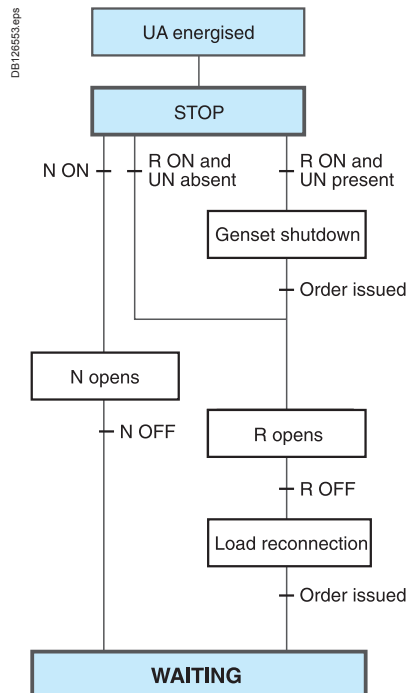 DB126553.eps
UA energised
STOP
N ON
R ON and
UN absent
R ON and
UN present
Genset shutdown
Order issued
N opens
N OFF
R opens
R OFF
Load reconnection
Order issued
WAITING